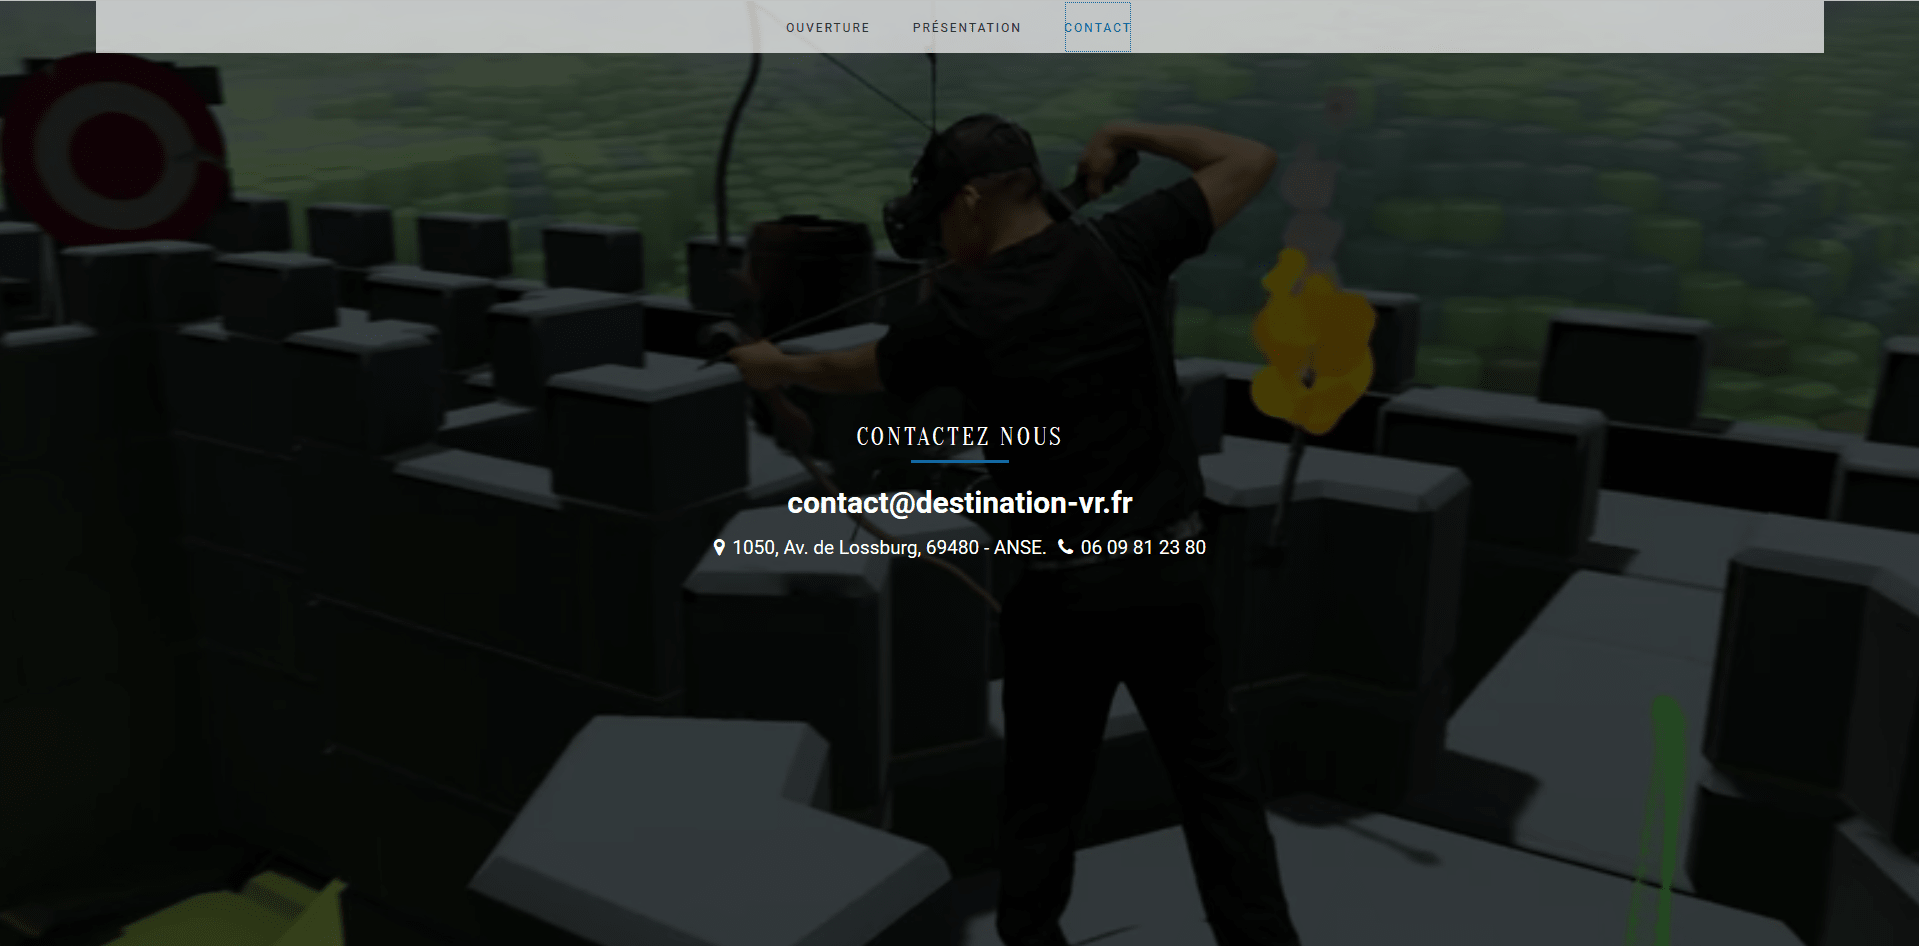 OUVERTURE PRÉSENTATION CONTACT
CONTACTEZ NOUS
contact@destination-vr.fr
1050, Av. de Lossburg, 69480 - ANSE. 06 09 81 23 80